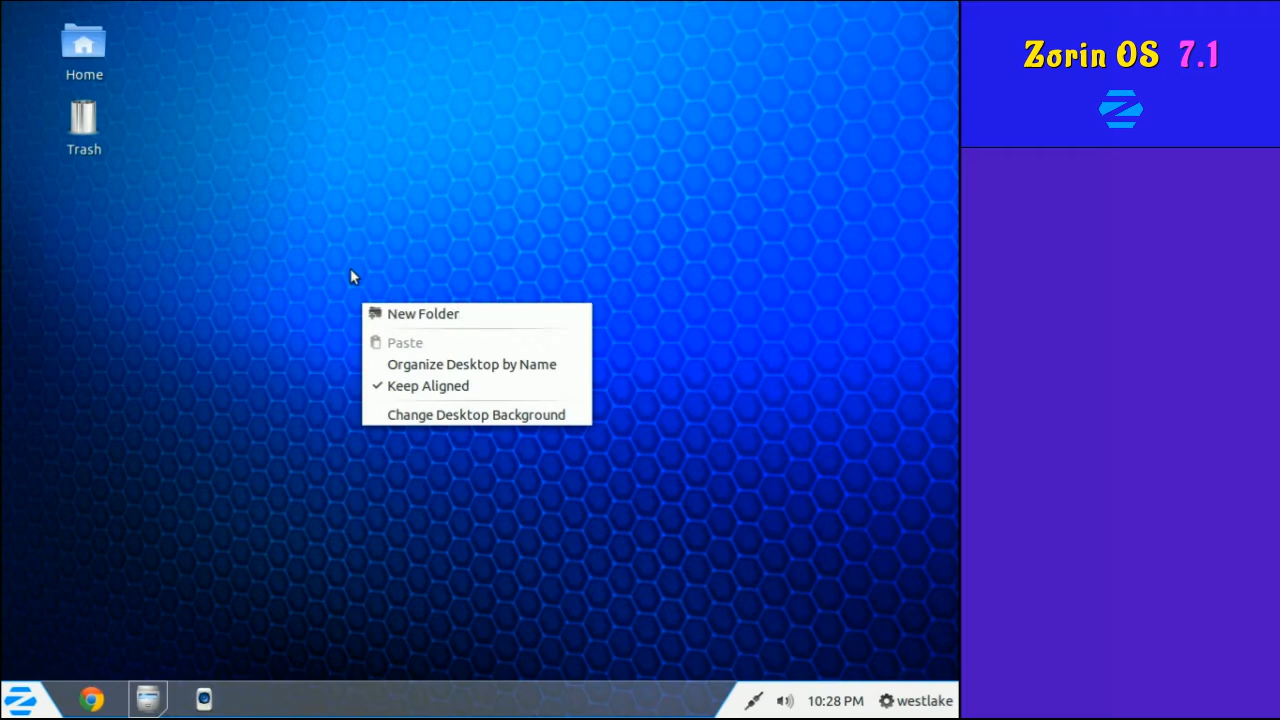 Home
Trash
New Folder
Paste
Organize Desktop by Name
Keep Aligned
Change Desktop Background
10:28 PM
westlake
Zorin OS 7.1